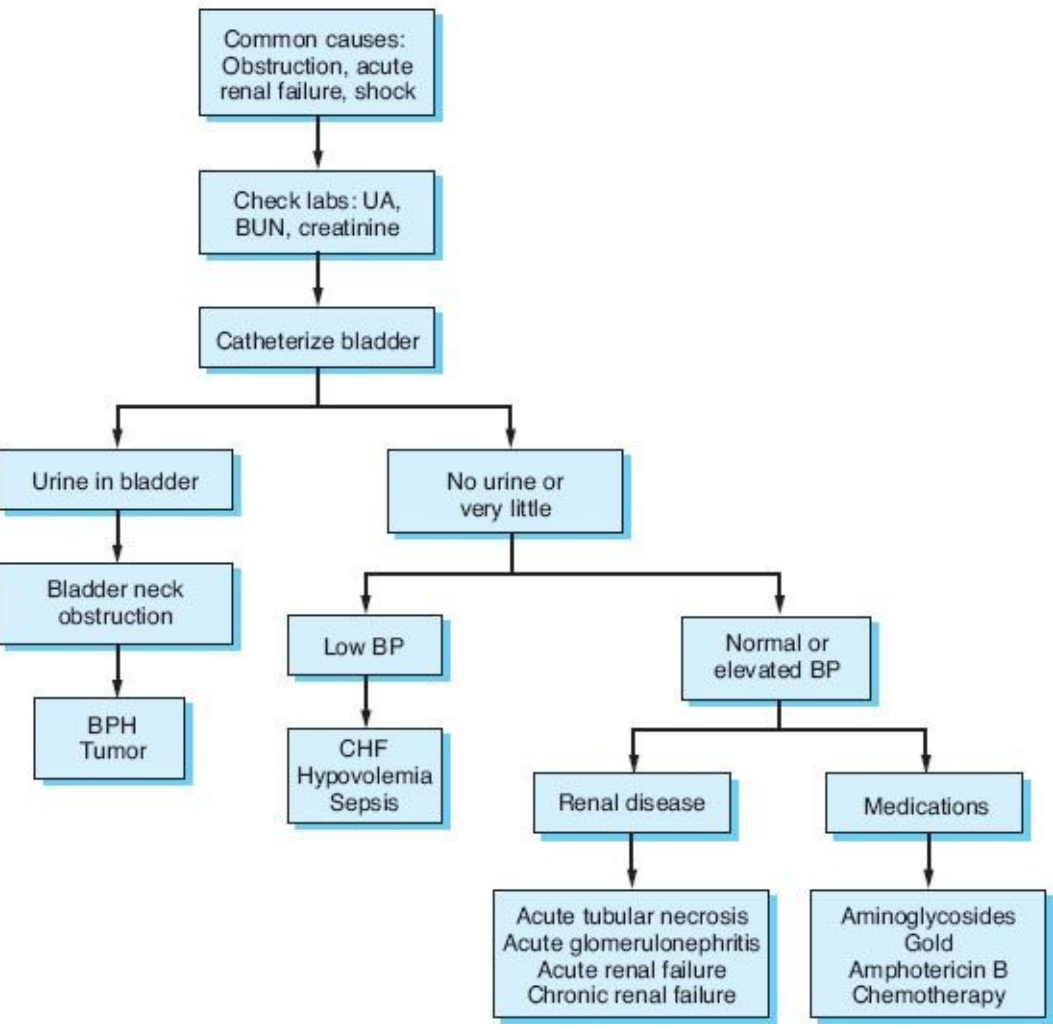 Common causes:
Obstruction, acute
renal failure, shock
Check labs: UA,
BUN, creatinine
Catheterize bladder
Urine in bladder
No urine or
very little
Bladder neck
obstruction
Low BP
Normal or
elevated BP
BPH
Tumor
CHF
Hypovolemia
Sepsis
Renal disease
Medications
Acute tubular necrosis
Acute glomerulonephritis
Acute renal failure
Chronic renal failure
Aminoglycosides
Gold
Amphotericin B
Chemotherapy